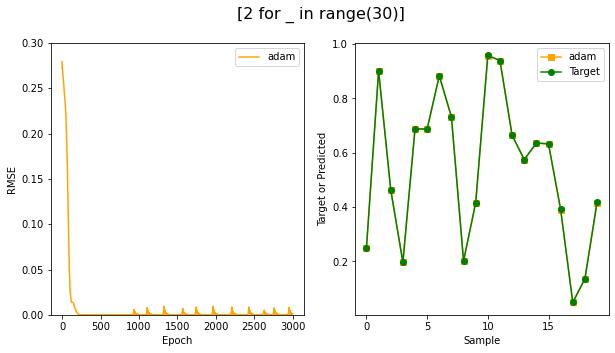 [2 for _ in range(30)]
0.30
0.25
0.20
0.15
0.10
0.05
0.00
RMSE
0 500 1000 1500 2000 2500 3000
Epoch
adam
1.0
0.8
0.6
0.4
0.2
Target or Predicted
0 5 10 15
Sample
adam
Target